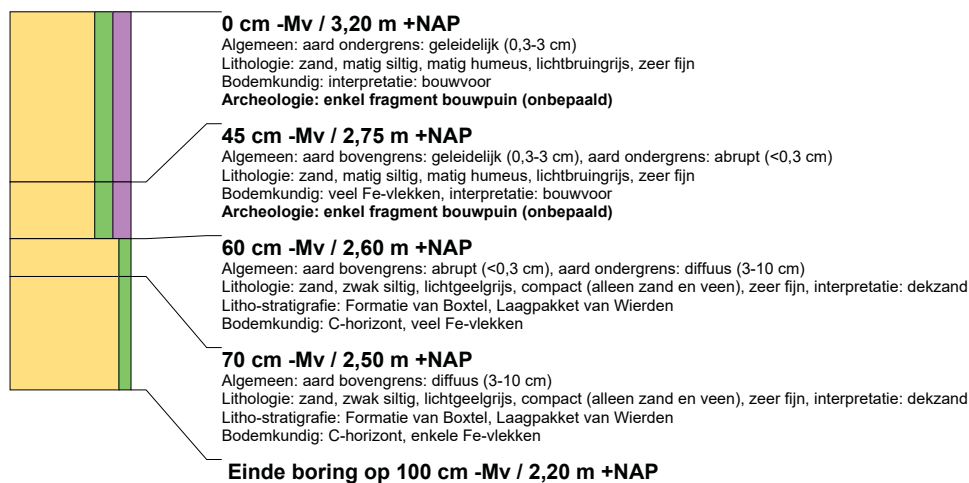 0 cm -Mv / 3,20 m +NAP
Algemeen: aard ondergrens: geleidelijk (0,3-3 cm)
Lithologie: zand, matig siltig, matig humeus, lichtbruingrijs, zeer fijn
Bodemkundig: interpretatie: bouwvoor
Archeologie: enkel fragment bouwpuin (onbepaald)
45 cm -Mv / 2,75 m +NAP
Algemeen: aard bovengrens: geleidelijk (0,3-3 cm), aard ondergrens: abrupt (<0,3 cm)
Lithologie: zand, matig siltig, matig humeus, lichtbruingrijs, zeer fijn
Bodemkundig: veel Fe-vlekken, interpretatie: bouwvoor
Archeologie: enkel fragment bouwpuin (onbepaald)
60 cm -Mv / 2,60 m +NAP
Algemeen: aard bovengrens: abrupt (<0,3 cm), aard ondergrens: diffuus (3-10 cm)
Lithologie: zand, zwak siltig, lichtgeelgrijs, compact (alleen zand en veen), zeer fijn, interpretatie: dekzand
Litho-stratigrafie: Formatie van Boxtel, Laagpakket van Wierden
Bodemkundig: C-horizont, veel Fe-vlekken
70 cm -Mv / 2,50 m +NAP
Algemeen: aard bovengrens: diffuus (3-10 cm)
Lithologie: zand, zwak siltig, lichtgeelgrijs, compact (alleen zand en veen), zeer fijn, interpretatie: dekzand
Litho-stratigrafie: Formatie van Boxtel, Laagpakket van Wierden
Bodemkundig: C-horizont, enkele Fe-vlekken
Einde boring op 100 cm -Mv / 2,20 m +NAP